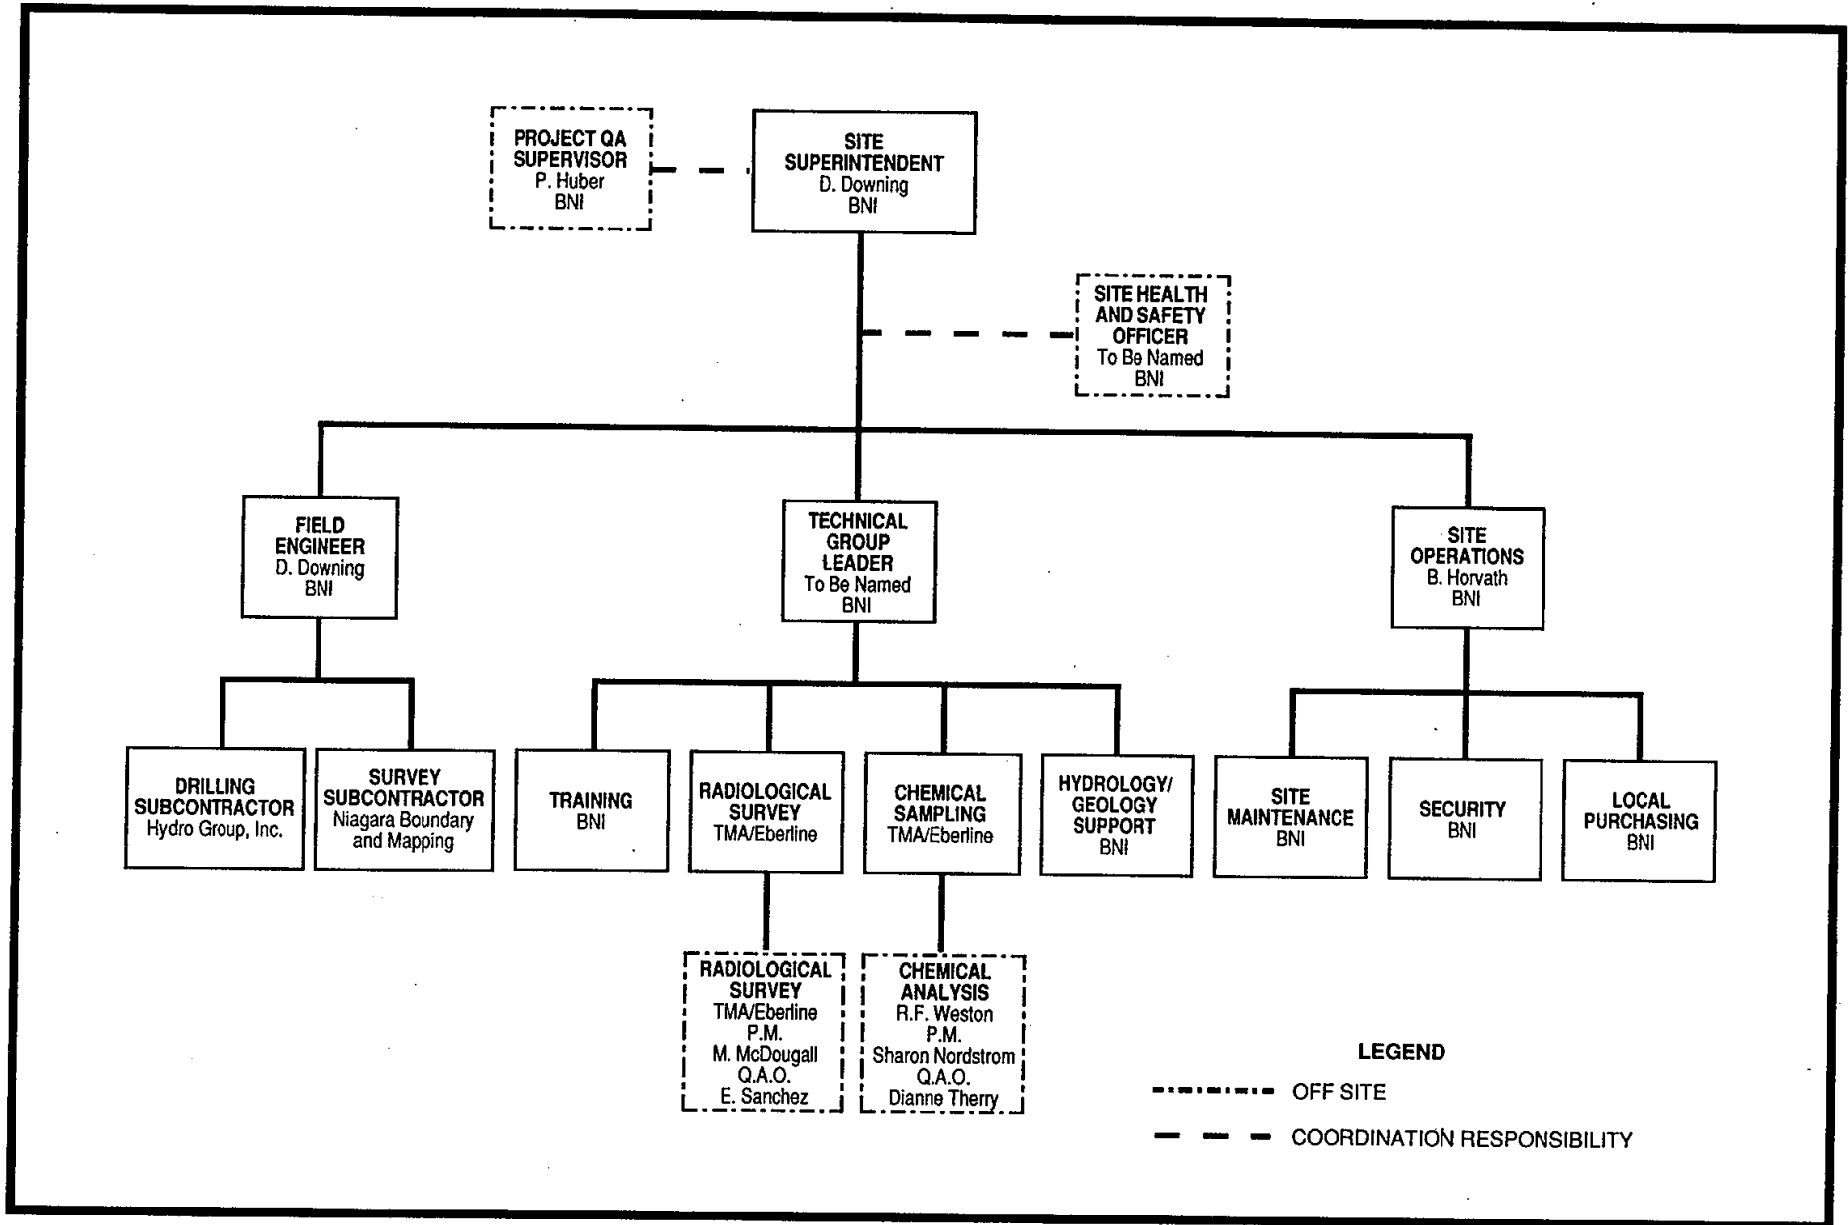 PROJECT QA
SUPERVISOR
P. Huber
BNI
SITE
SUPERINTENDENT
D. Downing
BNI
SITE HEALTH
AND SAFETY
OFFICER
To Be Named
BNI
FIELD
ENGINEER
D. Downing
BNI
TECHNICAL
GROUP
LEADER
To Be Named
BNI
SITE
OPERATIONS
B. Horvath
BNI
DRILLING
SUBCONTRACTOR
Hydro Group, Inc.
SURVEY
SUBCONTRACTOR
Niagara Boundary
and Mapping
TRAINING
BNI
RADIOLOGICAL
SURVEY
TMA/Eberline
CHEMICAL
SAMPLING
TMA/Eberline
HYDROLOGY/
GEOLOGY
SUPPORT
BNI
SITE
MAINTENANCE
BNI
SECURITY
BNI
LOCAL
PURCHASING
BNI
RADIOLOGICAL
SURVEY
TMA/Eberline
P.M.
M. McDougall
Q.A.O.
E. Sanchez
CHEMICAL
ANALYSIS
R.F. Weston
P.M.
Sharon Nordstrom
Q.A.O.
Dianne Therry
LEGEND
OFF SITE
COORDINATION RESPONSIBILITY